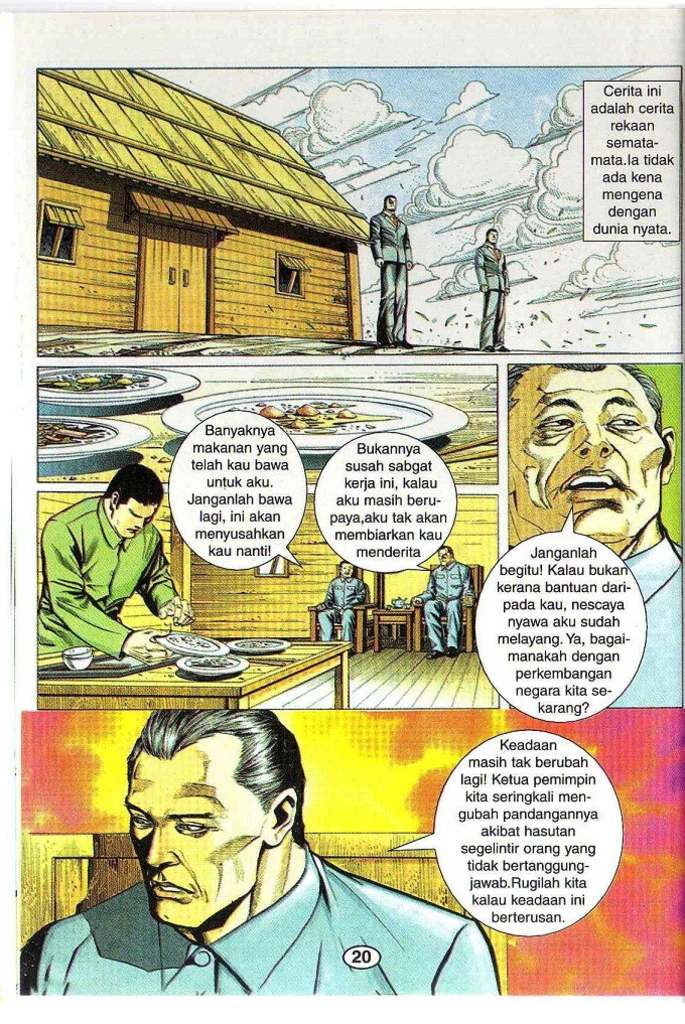 Cerita ini
adalah cerita
rekaan
semata-
mata.Ia tidak
ada kena
mengena
dengan
dunia nyata.
Banyaknya
makanan yang
telah kau bawa
untuk aku.
Janganlah bawa
lagi, ini akan
menyusahkan
kau nanti!
Bukannya
susah sabgat
kerja ini, kalau
aku masih beru-
paya,aku tak akan
membiarkan kau
menderita
Janganlah
begitu! Kalau bukan
kerana bantuan dari-
pada kau, nescaya
nyawa aku sudah
melayang. Ya, bagai-
manakah dengan
perkembangan
negara kita se-
karang?
Keadaan
masih tak berubah
lagi! Ketua pemimpin
kita seringkali men-
gubah pandangannya
akibat hasutan
segelintir orang yang
tidak bertanggung-
jawab.Rugilah kita
kalau keadaan ini
berterusan.
20